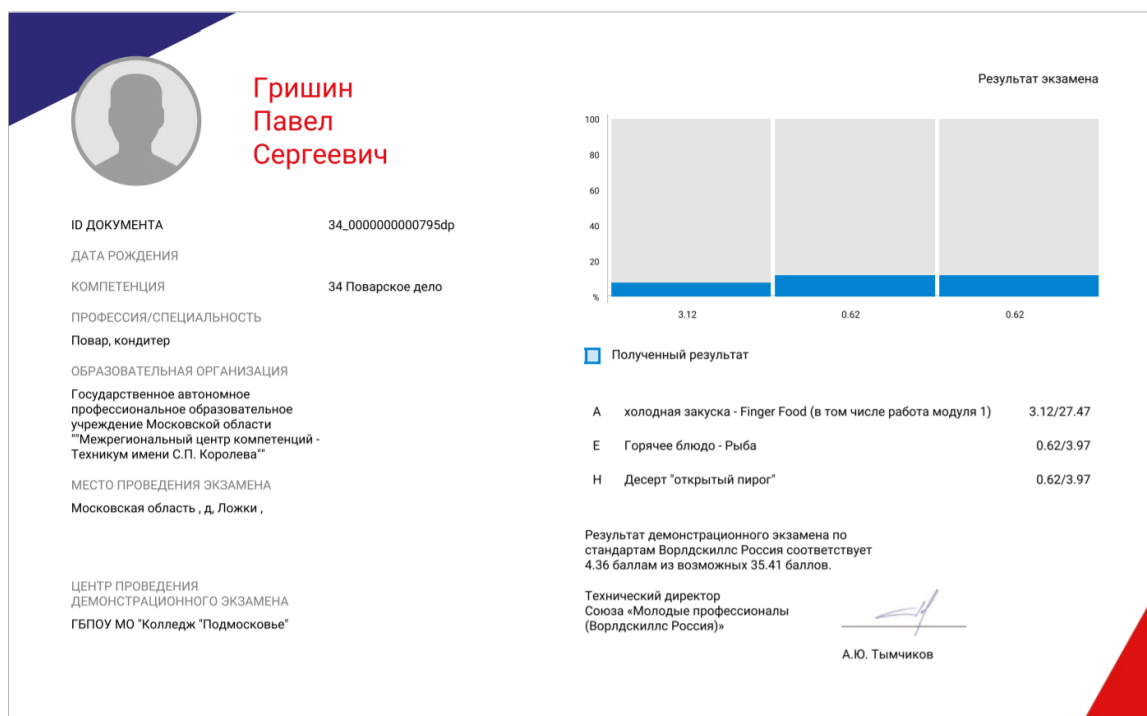 Гришин
Павел
Сергеевич
ID ДОКУМЕНТА 34_0000000000795dp
ДАТА РОЖДЕНИЯ
КОМПЕТЕНЦИЯ 34 Поварское дело
ПРОФЕССИЯ/СПЕЦИАЛЬНОСТЬ
Повар, кондитер
ОБРАЗОВАТЕЛЬНАЯ ОРГАНИЗАЦИЯ
Государственное автономное
профессиональное образовательное
учреждение Московской области
""Межрегиональный центр компетенций -
Техникум имени С.П. Королева""
МЕСТО ПРОВЕДЕНИЯ ЭКЗАМЕНА
Московская область , д, Ложки ,
ЦЕНТР ПРОВЕДЕНИЯ
ДЕМОНСТРАЦИОННОГО ЭКЗАМЕНА
ГБПОУ МО "Колледж "Подмосковье"
Результат экзамена
100
80
60
40
20
%
3.12 0.62 0.62
Полученный результат
A холодная закуска - Finger Food (в том числе работа модуля 1) 3.12/27.47
E Горячее блюдо - Рыба 0.62/3.97
H Десерт "открытый пирог" 0.62/3.97
Результат демонстрационного экзамена по
стандартам Ворлдскиллс Россия соответствует
4.36 баллам из возможных 35.41 баллов.
Технический директор
Союза «Молодые профессионалы
(Ворлдскиллс Россия)»
А.Ю. Тымчиков